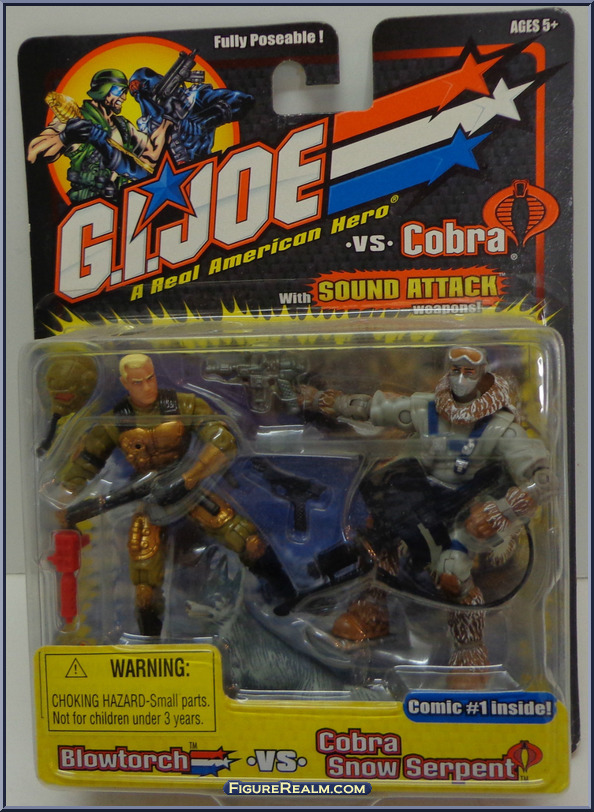 Fully Poseable !
AGES 5+
G.I.JOE
A Real American Hero®
·vs· Cobra
®
With SOUND ATTACK
weapons!
⚠ WARNING:
CHOKING HAZARD-Small parts.
Not for children under 3 years.
Comic #1 inside!
Blowtorch™
·VS·
Cobra
Snow Serpent™
FIGUREREALM.COM